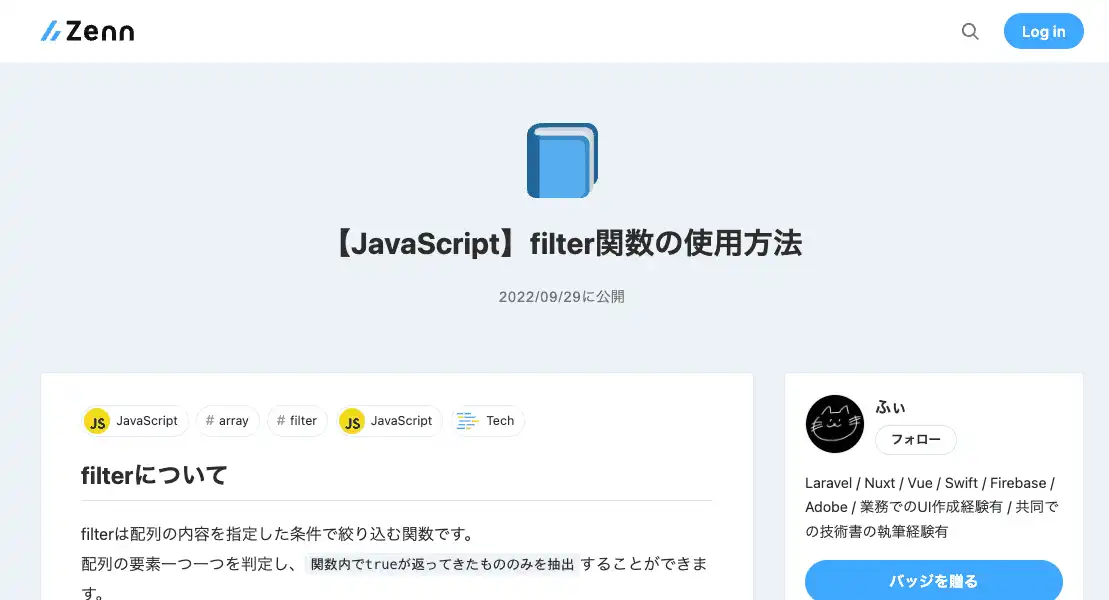 Zenn
Log in
【JavaScript】filter関数の使用方法
2022/09/29に公開
JS JavaScript
# array
# filter
JS JavaScript
Tech
filterについて
filterは配列の内容を指定した条件で絞り込む関数です。
配列の要素一つ一つを判定し、関数内でtrueが返ってきたもののみを抽出することができま
す。
ふぃ
フォロー
Laravel / Nuxt / Vue / Swift / Firebase /
Adobe / 業務でのUI作成経験有 / 共同で
の技術書の執筆経験有
バッジを贈る